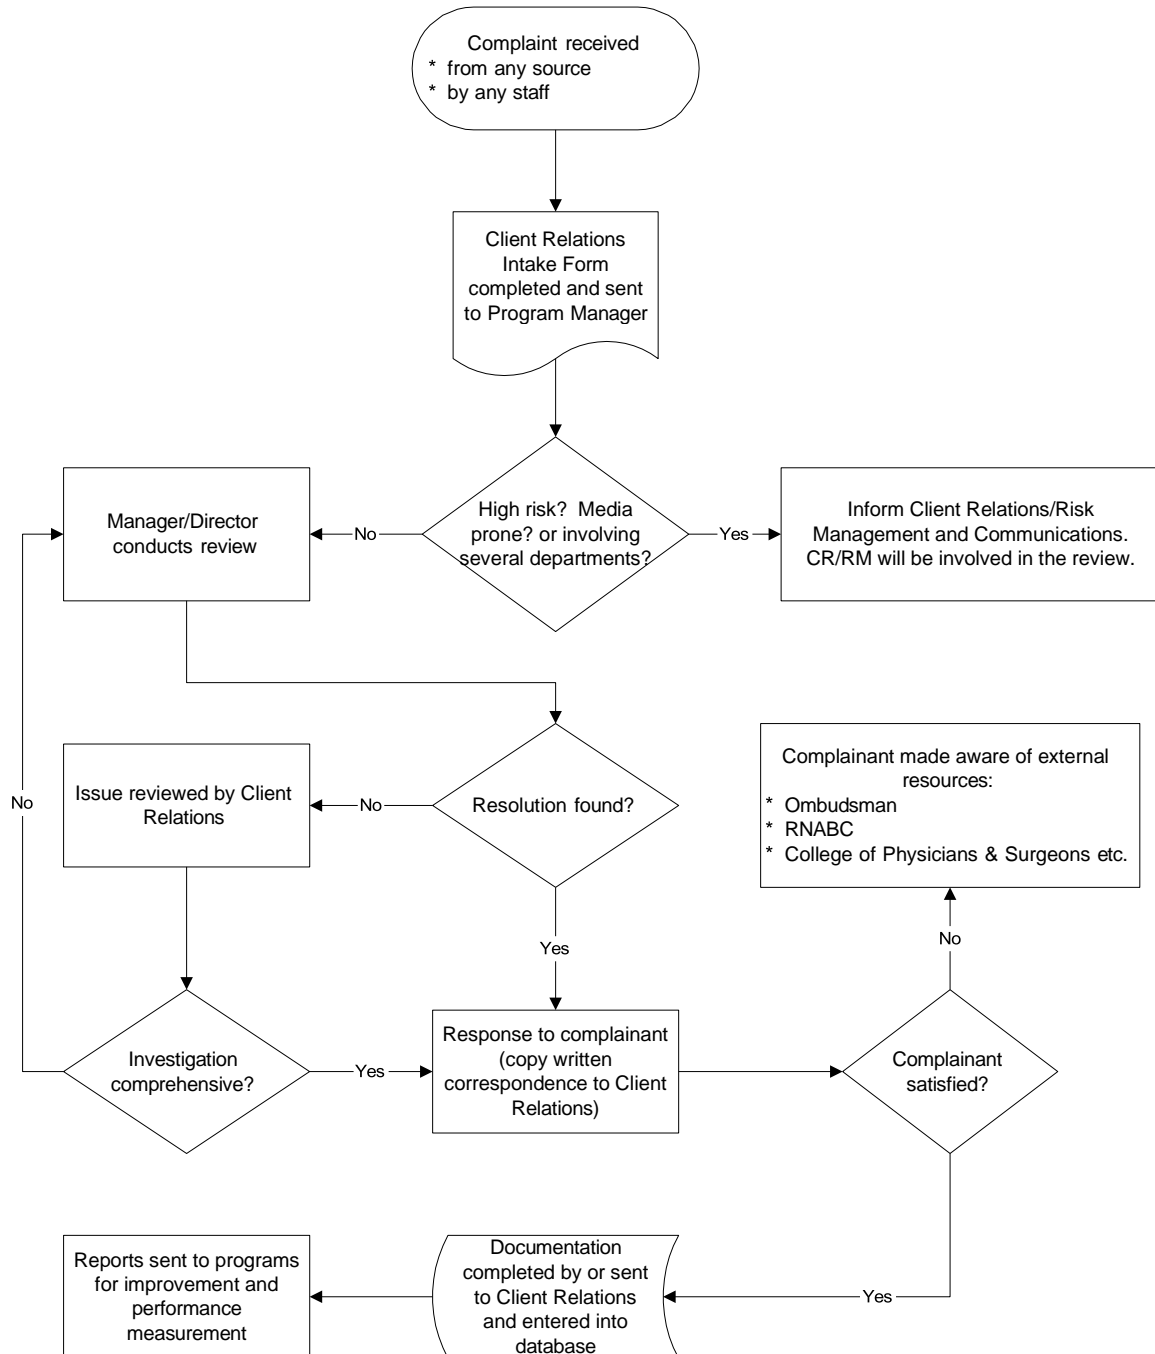 Complaint received
* from any source
* by any staff
Client Relations
Intake Form
completed and sent
to Program Manager
High risk? Media
prone? or involving
several departments?
No
Yes
Manager/Director
conducts review
Inform Client Relations/Risk
Management and Communications.
CR/RM will be involved in the review.
Resolution found?
No
Yes
Issue reviewed by Client
Relations
No
Complainant made aware of external
resources:
* Ombudsman
* RNABC
* College of Physicians & Surgeons etc.
No
Investigation
comprehensive?
Yes
Response to complainant
(copy written
correspondence to Client
Relations)
Complainant
satisfied?
Yes
Documentation
completed by or sent
to Client Relations
and entered into
database
Reports sent to programs
for improvement and
performance
measurement